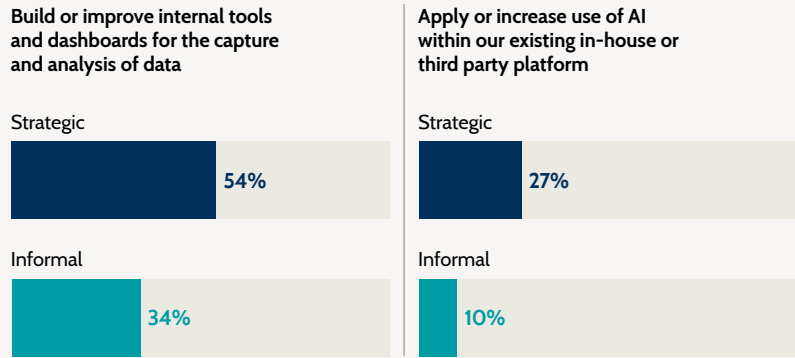 Build or improve internal tools
and dashboards for the capture
and analysis of data
Strategic
54%
Informal
34%
Apply or increase use of AI
within our existing in-house or
third party platform
Strategic
27%
Informal
10%